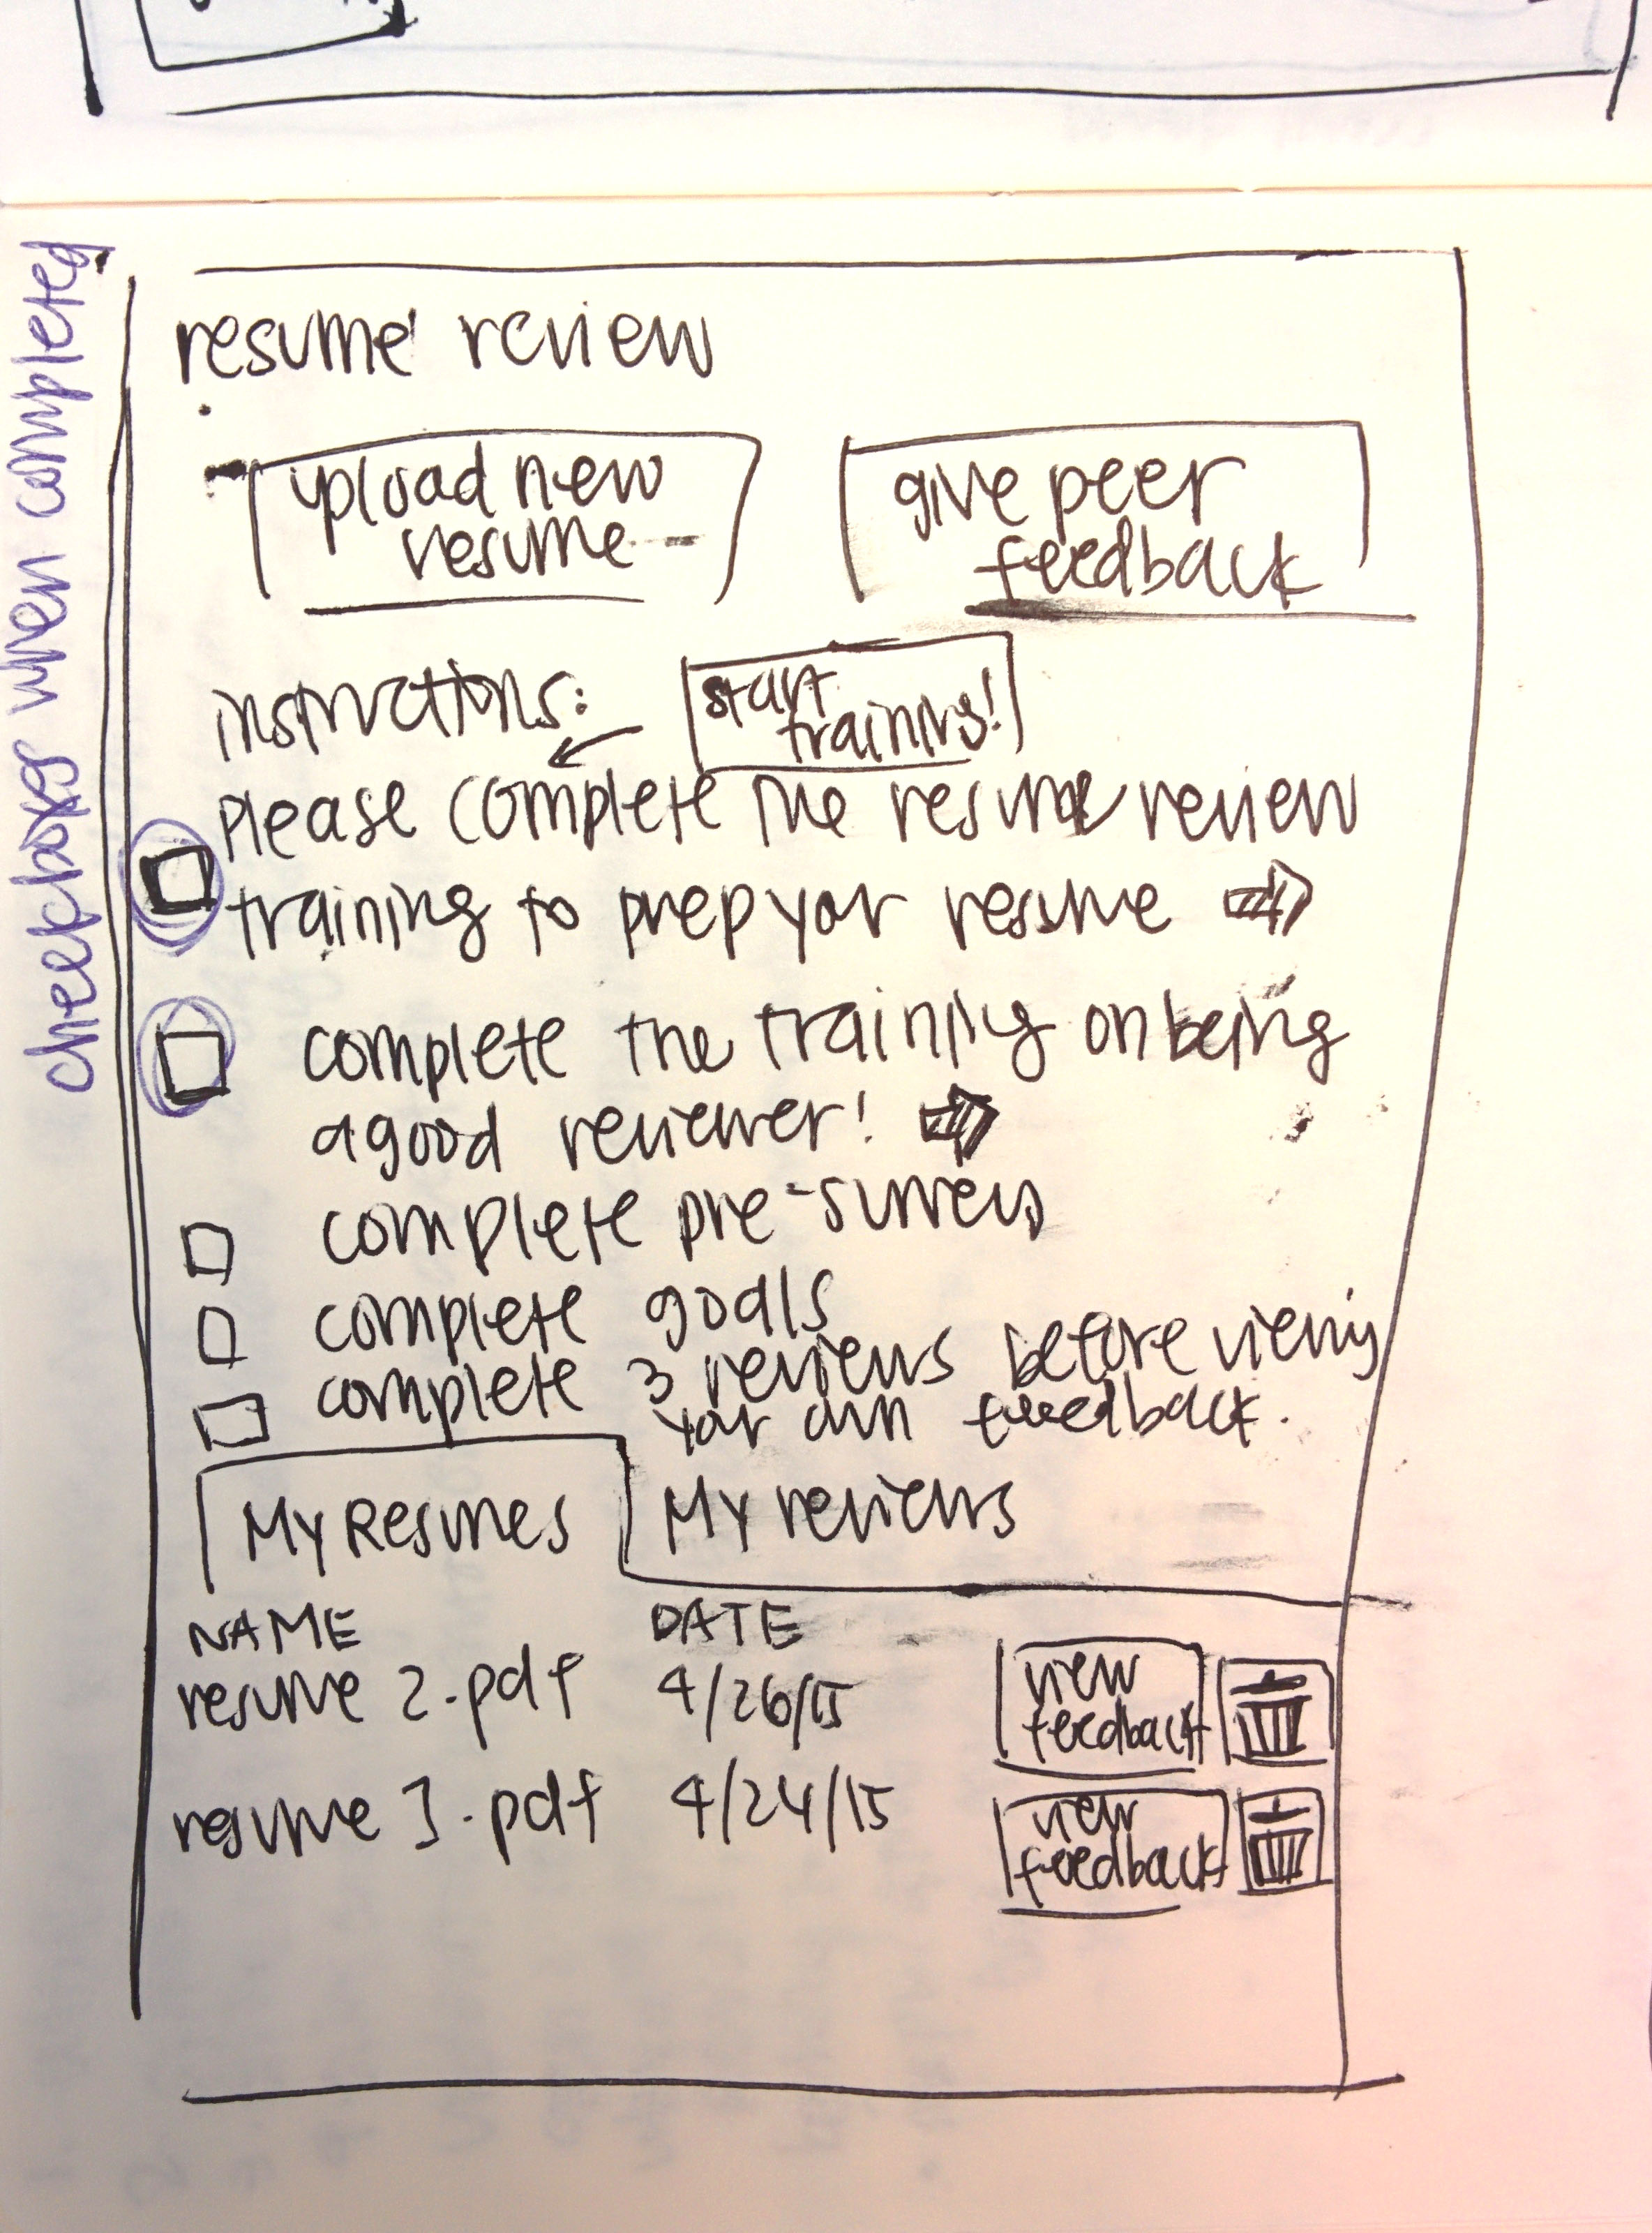 checkboxes when completed
resume review
upload new
resume
give peer
feedback
instructions:
start
training!
please complete the resume review
training to prep your resume
complete the training on being
a good reviewer!
complete pre-survey
complete goals
complete 3 reviews before viewing
your own feedback.
My Resumes
My reviews
NAME
DATE
resume 2.pdf
4/26/15
view
feedback
resume 1.pdf
4/24/15
view
feedback